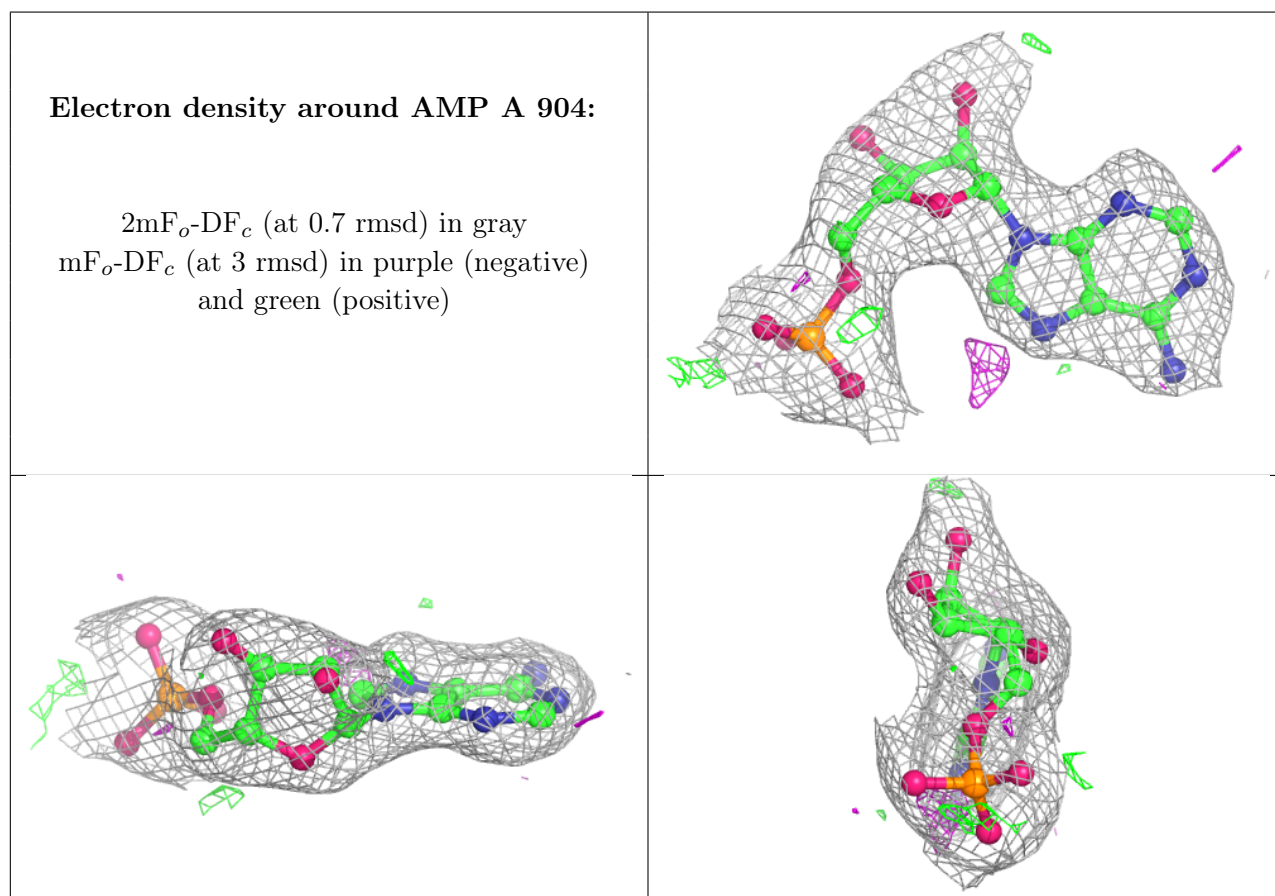 Electron density around AMP A 904:
2mFo-DFc (at 0.7 rmsd) in gray
mFo-DFc (at 3 rmsd) in purple (negative)
and green (positive)